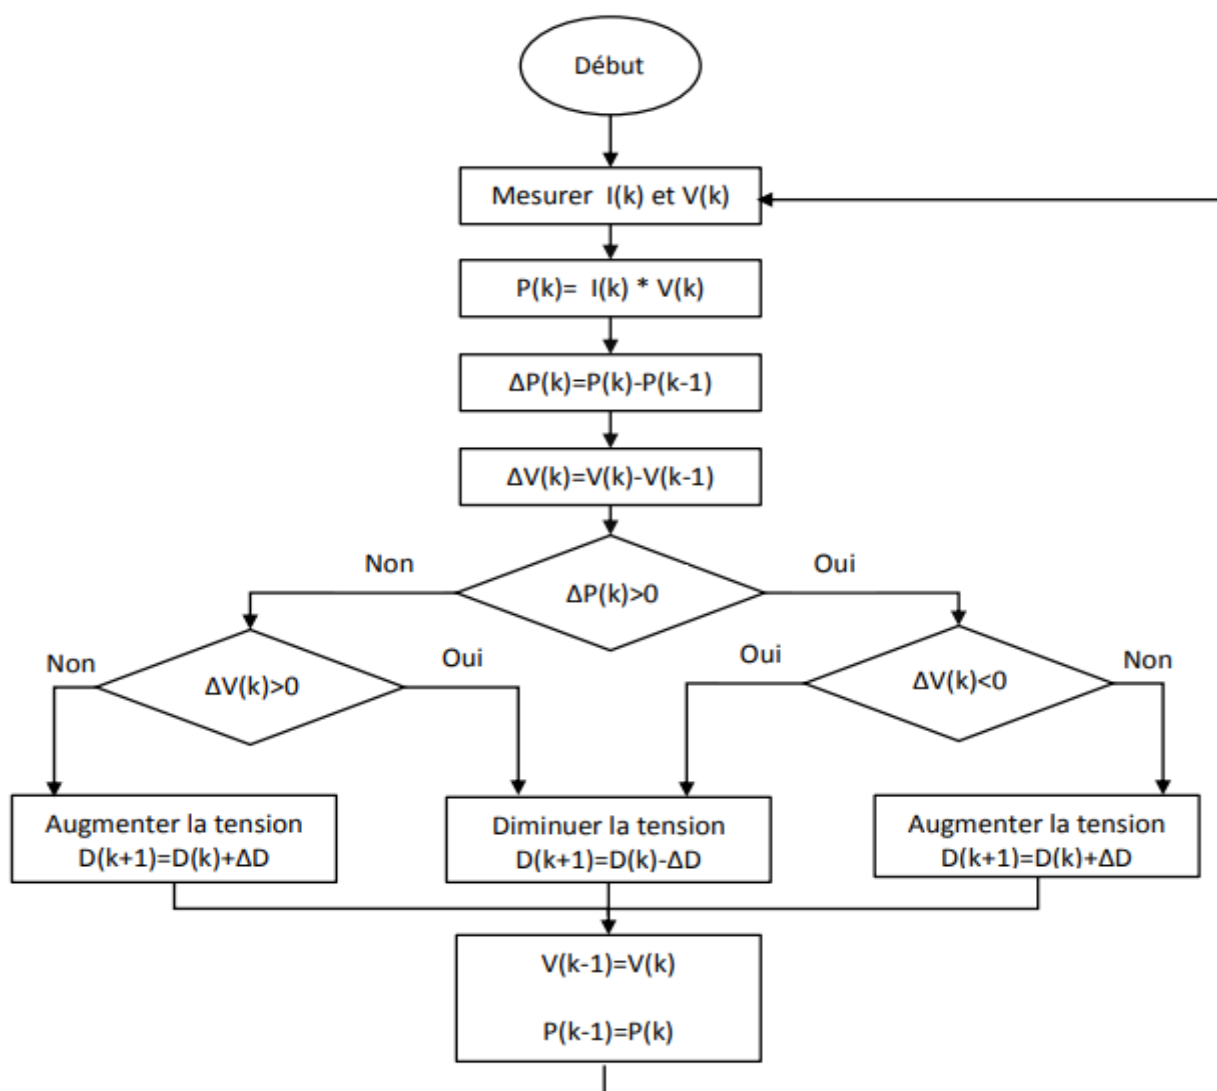 Début
Mesurer I(k) et V(k)
P(k)= I(k) * V(k)
ΔP(k)=P(k)-P(k-1)
ΔV(k)=V(k)-V(k-1)
Non
Oui
ΔP(k)>0
Non
Oui
Oui
Non
ΔV(k)>0
ΔV(k)<0
Augmenter la tension
D(k+1)=D(k)+ΔD
Diminuer la tension
D(k+1)=D(k)-ΔD
Augmenter la tension
D(k+1)=D(k)+ΔD
V(k-1)=V(k)
P(k-1)=P(k)